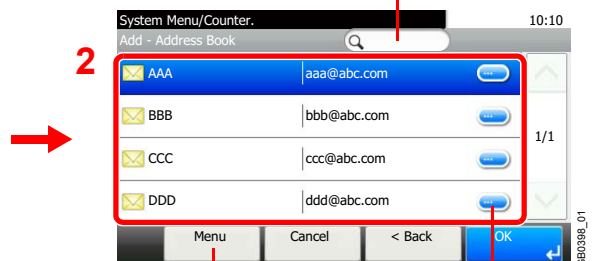 System Menu/Counter. 10:10
Add - Address Book
2
AAA aaa@abc.com
BBB bbb@abc.com
1/1
CCC ccc@abc.com
DDD ddd@abc.com
Menu Cancel < Back OK